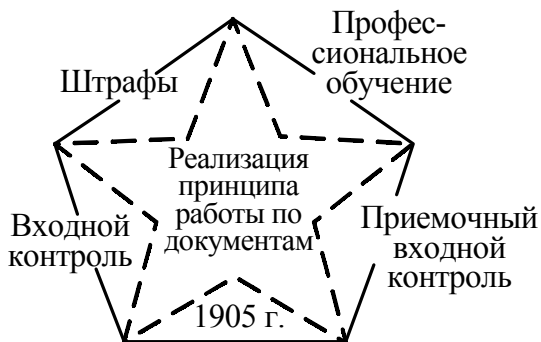 Штрафы
Профес-
сиональное
обучение
Реализация
принципа
работы по
документам
Входной
контроль
Приемочный
входной
контроль
1905 г.